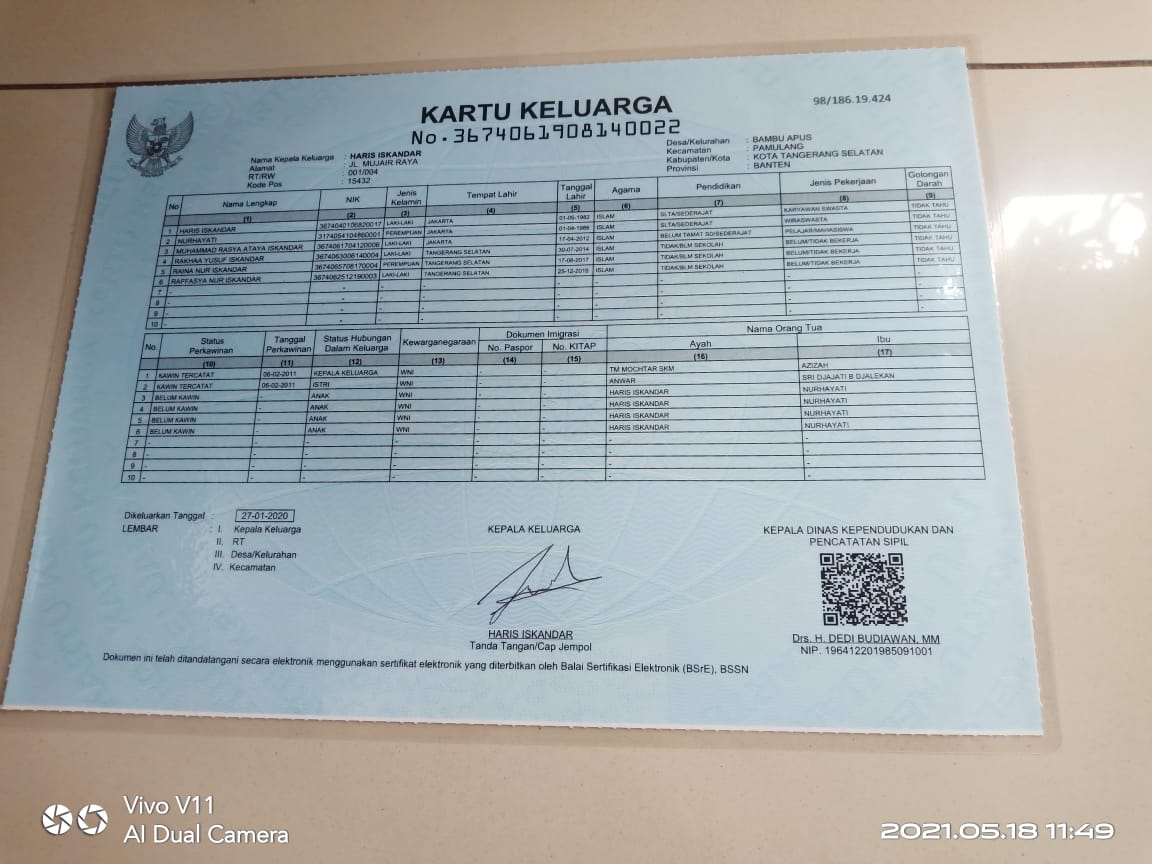 KARTU KELUARGA
No.3674061908140022
98/186.19.424
Nama Kepala Keluarga : HARIS ISKANDAR
Alamat : JL. MUJAIR RAYA
RT/RW : 001/004
Kode Pos : 15432
Desa/Kelurahan : BAMBU APUS
Kecamatan : PAMULANG
Kabupaten/Kota : KOTA TANGERANG SELATAN
Provinsi : BANTEN
No Nama Lengkap NIK Jenis Kelamin Tempat Lahir Tanggal Lahir Agama Pendidikan Jenis Pekerjaan Golongan Darah
(1) (2) (3) (4) (5) (6) (7) (8) (9)
1 HARIS ISKANDAR 3674040106820017 LAKI-LAKI JAKARTA 01-06-1982 ISLAM SLTA/SEDERAJAT KARYAWAN SWASTA TIDAK TAHU
2 NURHAYATI 3174054104860001 PEREMPUAN JAKARTA 01-04-1986 ISLAM SLTA/SEDERAJAT WIRASWASTA TIDAK TAHU
3 MUHAMMAD RASYA ATAYA ISKANDAR 3674061704120006 LAKI-LAKI JAKARTA 17-04-2012 ISLAM BELUM TAMAT SD/SEDERAJAT PELAJAR/MAHASISWA TIDAK TAHU
4 RAKHAA YUSUF ISKANDAR 3674063006140004 LAKI-LAKI TANGERANG SELATAN 30-07-2014 ISLAM TIDAK/BLM SEKOLAH BELUM/TIDAK BEKERJA TIDAK TAHU
5 RAINA NUR ISKANDAR 3674065708170004 PEREMPUAN TANGERANG SELATAN 17-08-2017 ISLAM TIDAK/BLM SEKOLAH BELUM/TIDAK BEKERJA TIDAK TAHU
6 RAFFASYA NUR ISKANDAR 3674062512190003 LAKI-LAKI TANGERANG SELATAN 25-12-2019 ISLAM TIDAK/BLM SEKOLAH BELUM/TIDAK BEKERJA TIDAK TAHU
7 - - - - - - - - -
8 - - - - - - - - -
9 - - - - - - - - -
10 - - - - - - - - -
No. Status Perkawinan Tanggal Perkawinan Status Hubungan Dalam Keluarga Kewarganegaraan Dokumen Imigrasi Nama Orang Tua
No. Paspor No. KITAP Ayah Ibu
(10) (11) (12) (13) (14) (15) (16) (17)
1 KAWIN TERCATAT 06-02-2011 KEPALA KELUARGA WNI - - TM MOCHTAR SKM AZIZAH
2 KAWIN TERCATAT 06-02-2011 ISTRI WNI - - ANWAR SRI DJAJATI B DJALEKAN
3 BELUM KAWIN - ANAK WNI - - HARIS ISKANDAR NURHAYATI
4 BELUM KAWIN - ANAK WNI - - HARIS ISKANDAR NURHAYATI
5 BELUM KAWIN - ANAK WNI - - HARIS ISKANDAR NURHAYATI
6 BELUM KAWIN - ANAK WNI - - HARIS ISKANDAR NURHAYATI
7 - - - - - - - -
8 - - - - - - - -
9 - - - - - - - -
10 - - - - - - - -
Dikeluarkan Tanggal : 27-01-2020
LEMBAR : I. Kepala Keluarga
II. RT
III. Desa/Kelurahan
IV. Kecamatan
KEPALA KELUARGA
HARIS ISKANDAR
Tanda Tangan/Cap Jempol
KEPALA DINAS KEPENDUDUKAN DAN
PENCATATAN SIPIL
Drs. H. DEDI BUDIAWAN, MM
NIP. 196412201985091001
Dokumen ini telah ditandatangani secara elektronik menggunakan sertifikat elektronik yang diterbitkan oleh Balai Sertifikasi Elektronik (BSrE), BSSN
Vivo V11
AI Dual Camera
2021.05.18 11:49